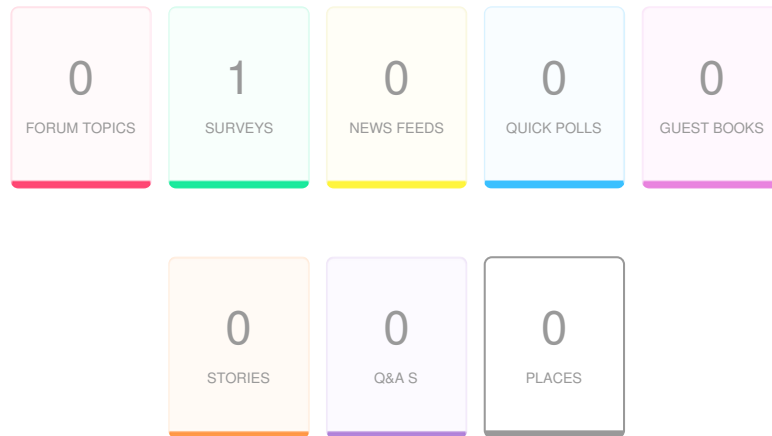 0 1 0 0 0
FORUM TOPICS SURVEYS NEWS FEEDS QUICK POLLS GUEST BOOKS
0 0 0
STORIES Q&A S PLACES